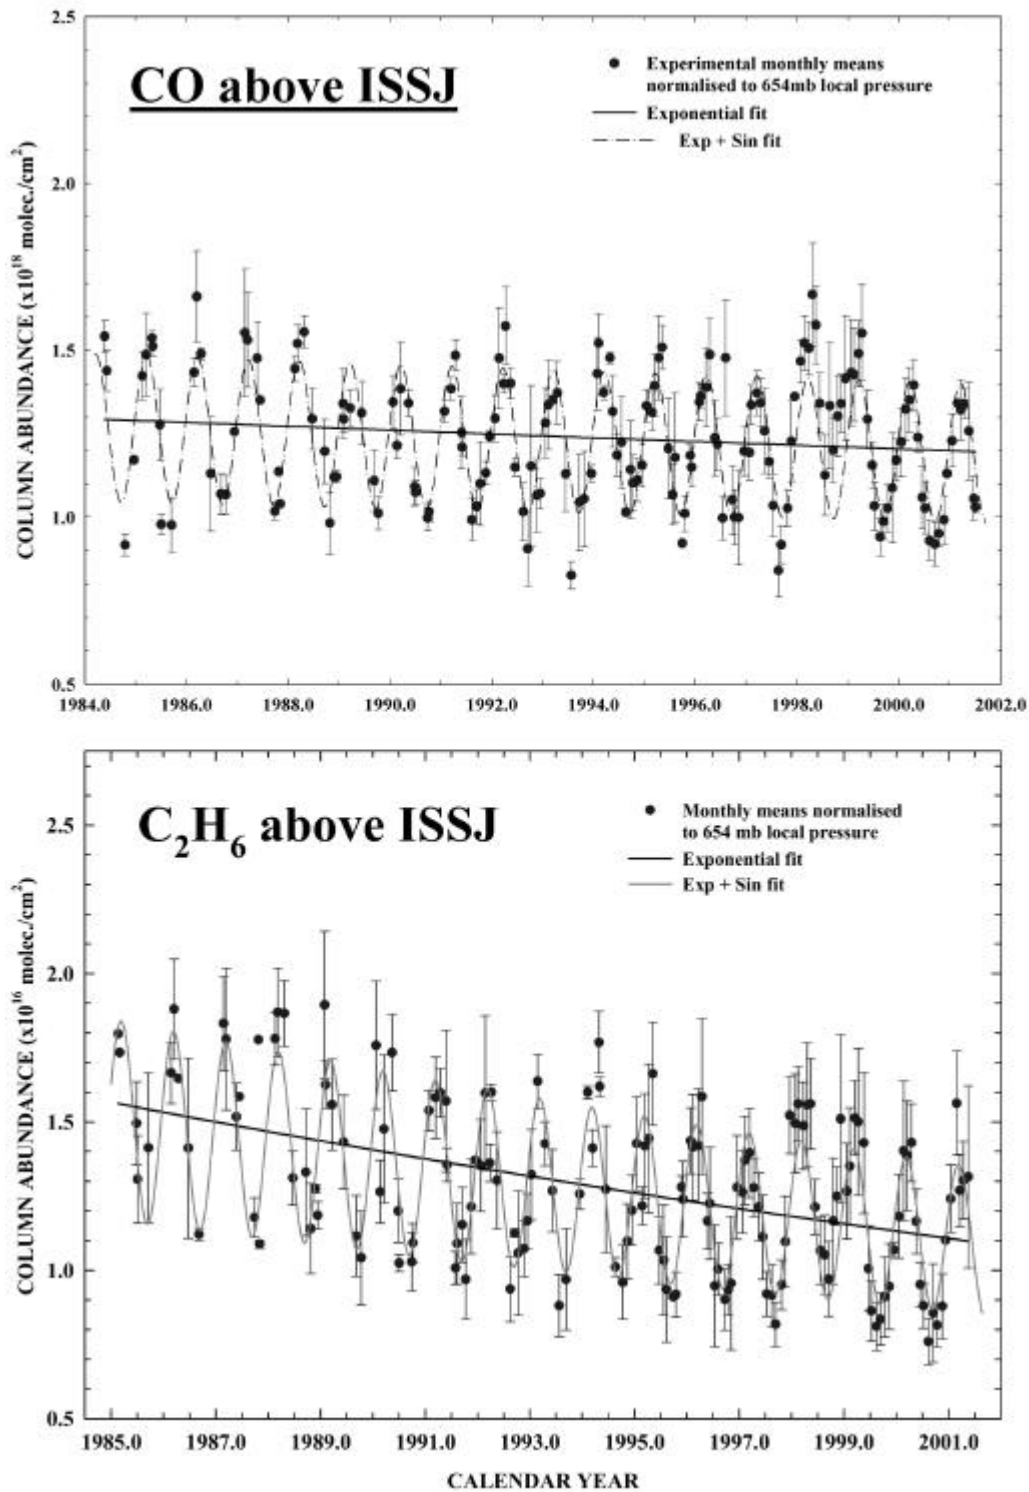 2.5
CO above ISSJ
Experimental monthly means
normalised to 654mb local pressure
Exponential fit
Exp + Sin fit
2.0
1.5
1.0
0.5
COLUMN ABUNDANCE (x10¹⁸ molec./cm²)
1984.0 1986.0 1988.0 1990.0 1992.0 1994.0 1996.0 1998.0 2000.0 2002.0
C₂H₆ above ISSJ
Monthly means normalised
to 654 mb local pressure
Exponential fit
Exp + Sin fit
2.5
2.0
1.5
1.0
0.5
COLUMN ABUNDANCE (x10¹⁶ molec./cm²)
1985.0 1987.0 1989.0 1991.0 1993.0 1995.0 1997.0 1999.0 2001.0
CALENDAR YEAR